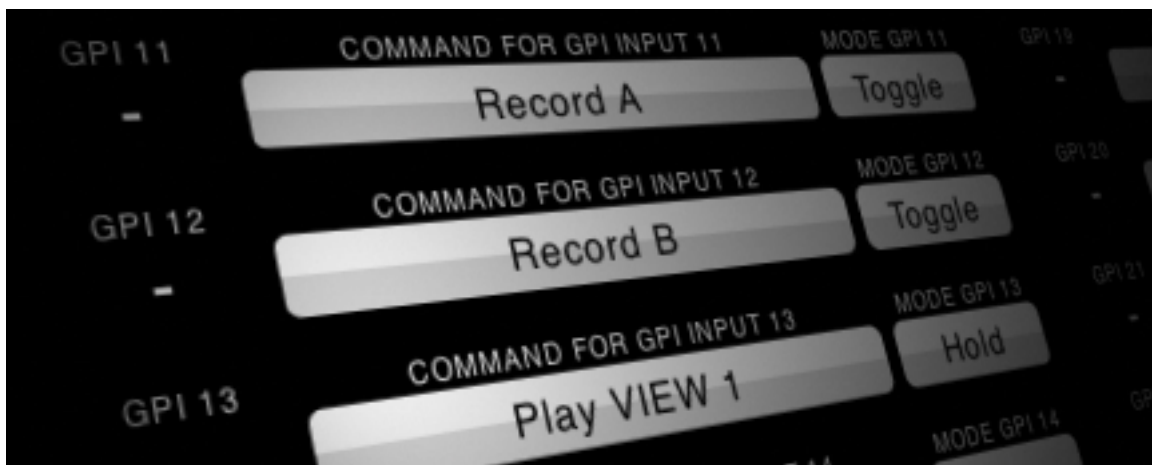 GPI 11
COMMAND FOR GPI INPUT 11
MODE GPI 11
GPI 19
-
Record A
Toggle
-
GPI 12
COMMAND FOR GPI INPUT 12
MODE GPI 12
GPI 20
-
Record B
Toggle
-
GPI 13
COMMAND FOR GPI INPUT 13
MODE GPI 13
GPI 21
Play VIEW 1
Hold
-
MODE GPI 14